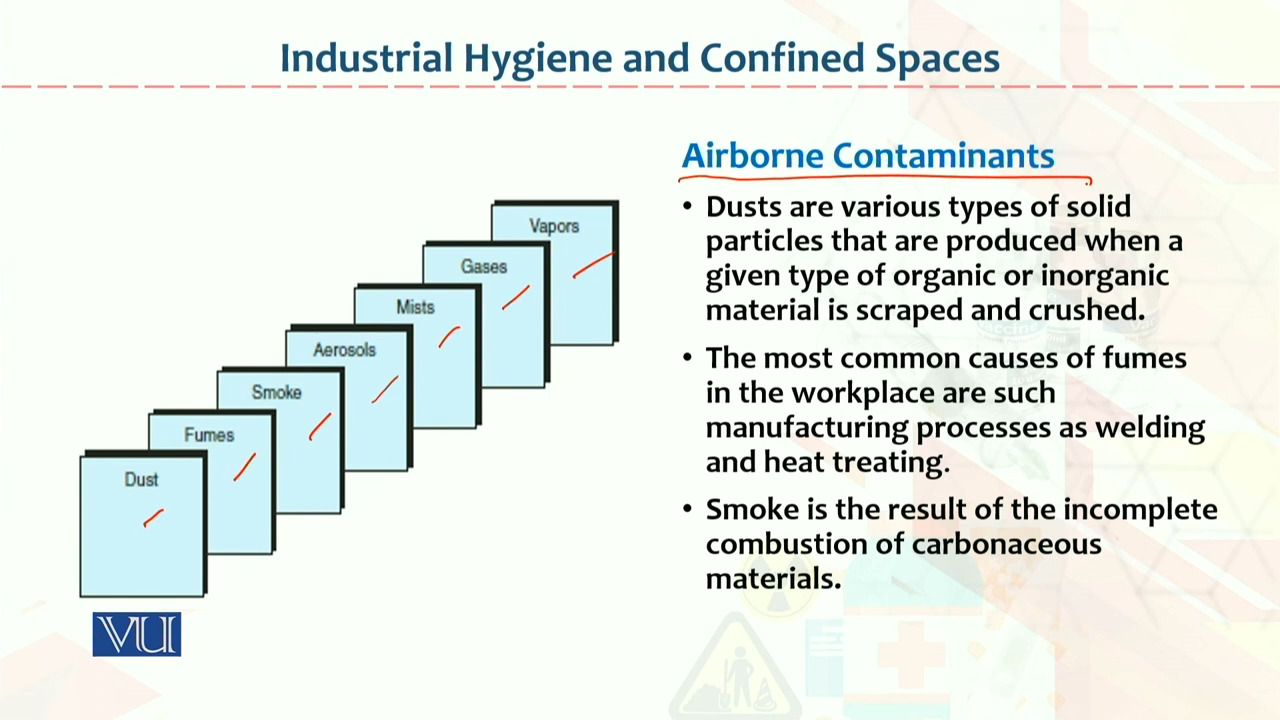 Industrial Hygiene and Confined Spaces
Airborne Contaminants
• Dusts are various types of solid
particles that are produced when a
given type of organic or inorganic
material is scraped and crushed.
• The most common causes of fumes
in the workplace are such
manufacturing processes as welding
and heat treating.
• Smoke is the result of the incomplete
combustion of carbonaceous
materials.
Vapors
Gases
Mists
Aerosols
Smoke
Fumes
Dust
VU